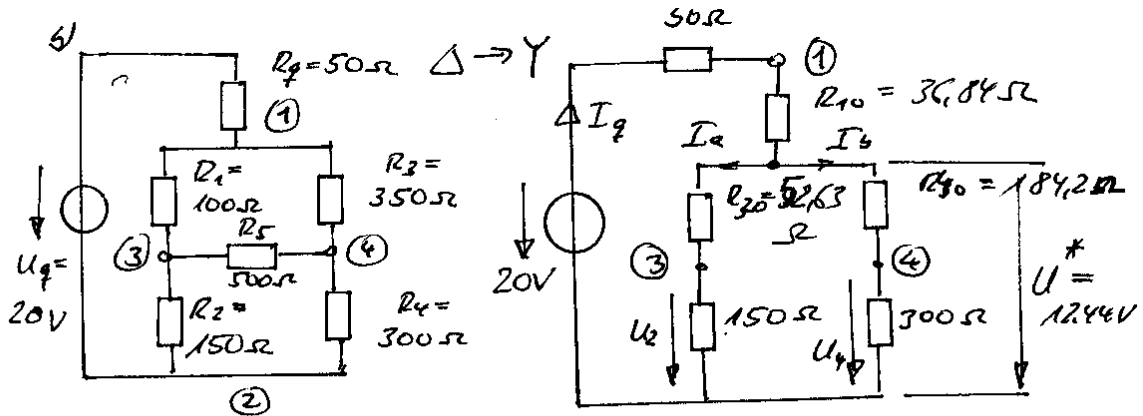 5)
Rq = 50Ω
Δ → Y
①
R1 =
100Ω
R3 =
350Ω
③
R5
500Ω
④
Uq =
20V
R2 =
150Ω
R4 =
300Ω
②
50Ω
①
Iq
R10 = 36,84Ω
Ia
Ib
R30 = 52,63
Ω
= 184,2Ω
20V
③
④
U2
150Ω
U4
300Ω
U* =
12.44V